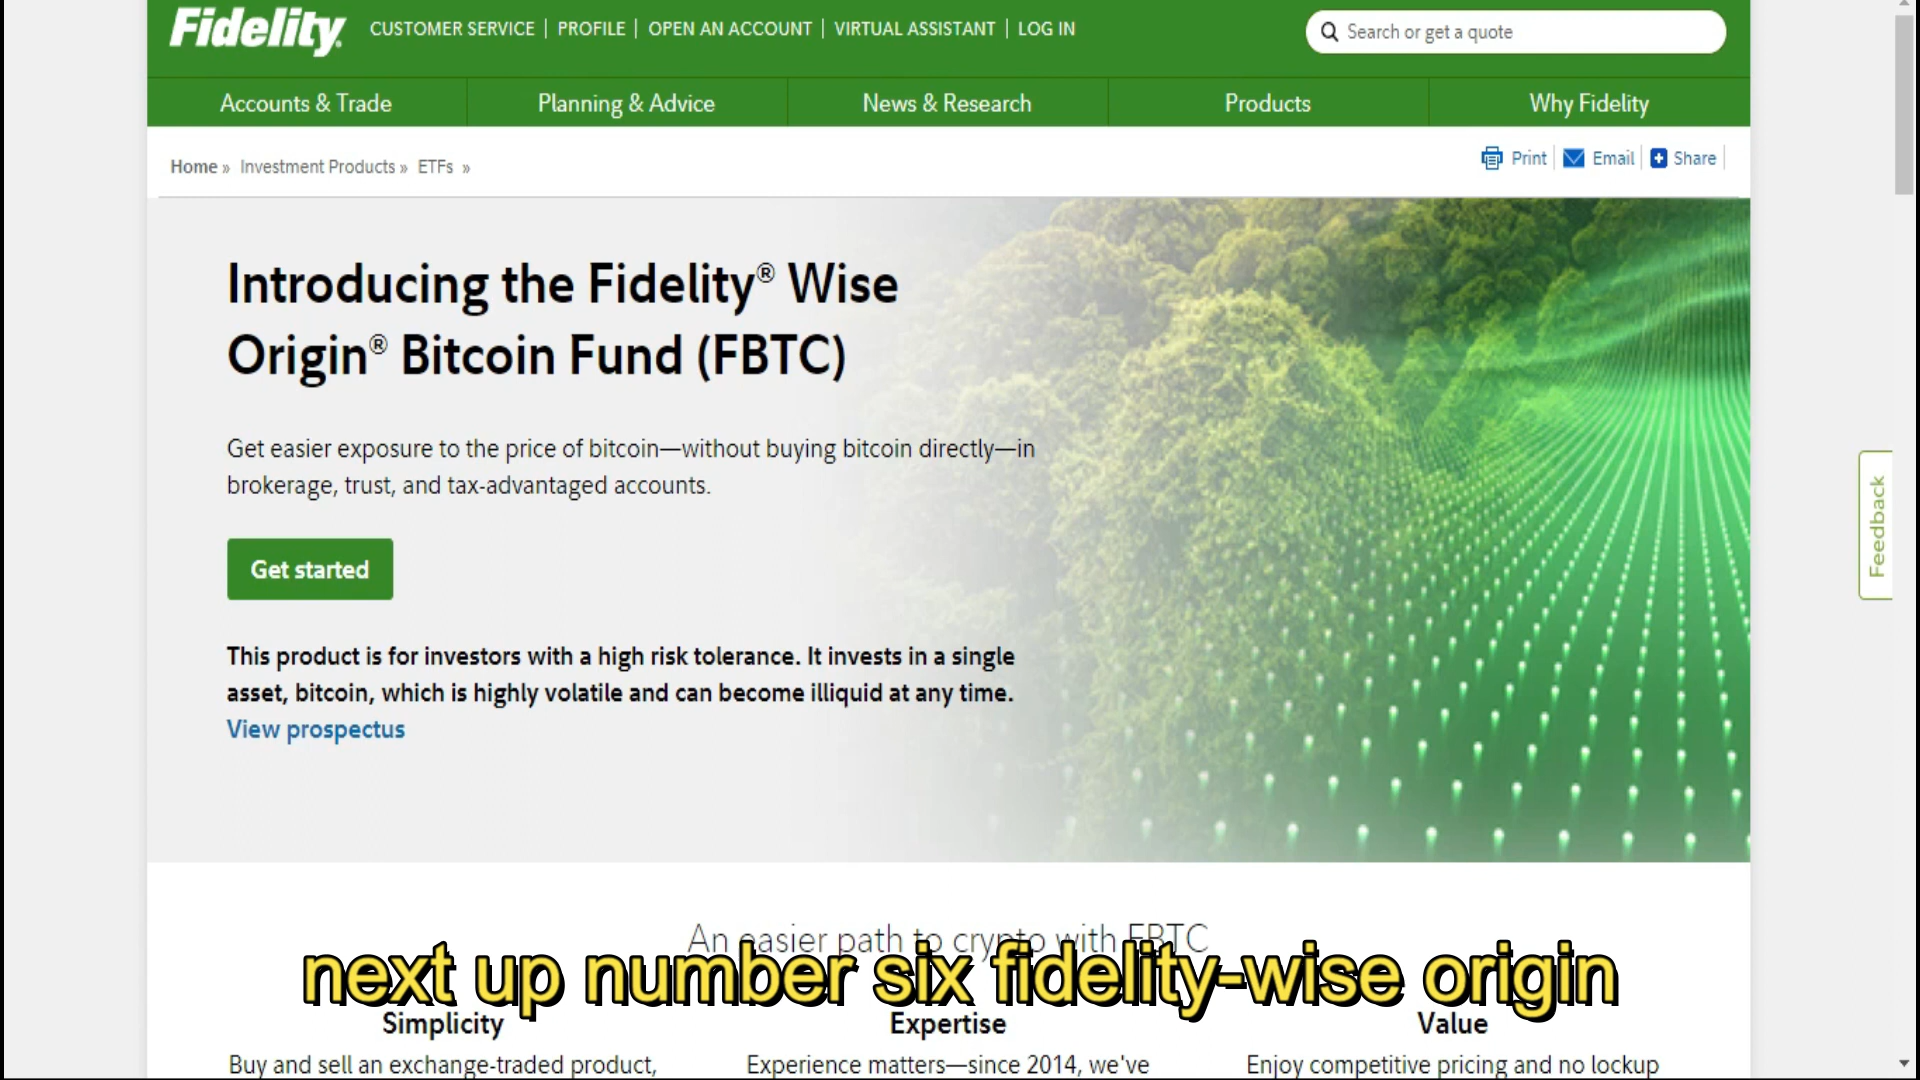 Fidelity
CUSTOMER SERVICE | PROFILE | OPEN AN ACCOUNT | VIRTUAL ASSISTANT | LOG IN
Search or get a quote
Accounts & Trade
Planning & Advice
News & Research
Products
Why Fidelity
Home » Investment Products » ETFs »
Print
Email
Share
Introducing the Fidelity® Wise
Origin® Bitcoin Fund (FBTC)
Get easier exposure to the price of bitcoin—without buying bitcoin directly—in
brokerage, trust, and tax-advantaged accounts.
Get started
This product is for investors with a high risk tolerance. It invests in a single
asset, bitcoin, which is highly volatile and can become illiquid at any time.
View prospectus
Feedback
An easier path to crypto with FBTC
next up number six fidelity-wise origin
Simplicity
Buy and sell an exchange-traded product,
Expertise
Experience matters—since 2014, we've
Value
Enjoy competitive pricing and no lockup